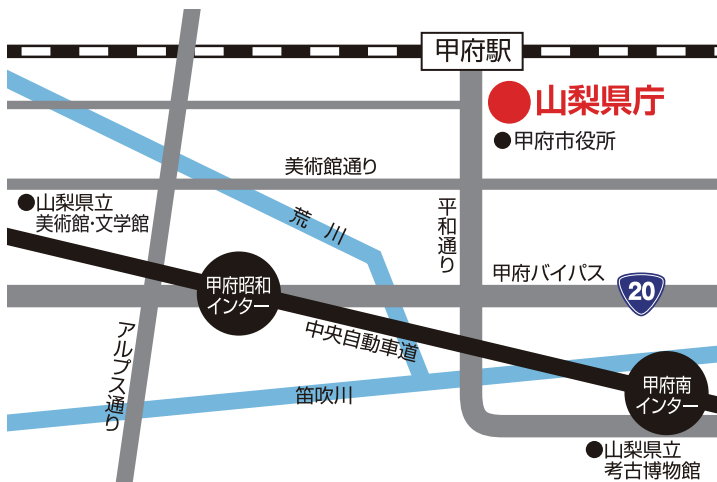 甲府駅
山梨県庁
甲府市役所
美術館通り
山梨県立
美術館・文学館
荒川
平和通り
甲府バイパス
20
甲府昭和
インター
中央自動車道
アルプス通り
笛吹川
甲府南
インター
山梨県立
考古博物館